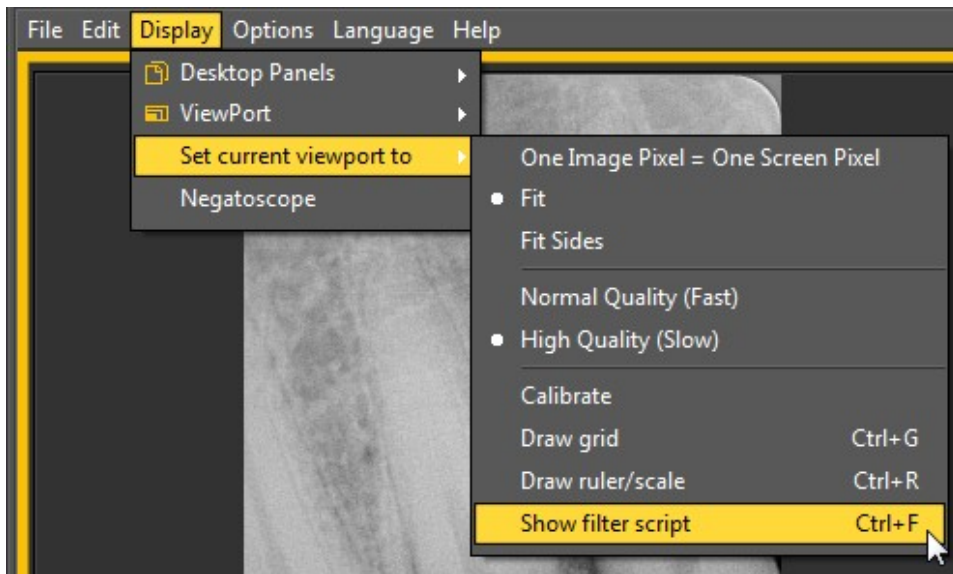 File Edit Display Options Language Help
Desktop Panels
ViewPort
Set current viewport to
Negatoscope
One Image Pixel = One Screen Pixel
Fit
Fit Sides
Normal Quality (Fast)
High Quality (Slow)
Calibrate
Draw grid Ctrl+G
Draw ruler/scale Ctrl+R
Show filter script Ctrl+F